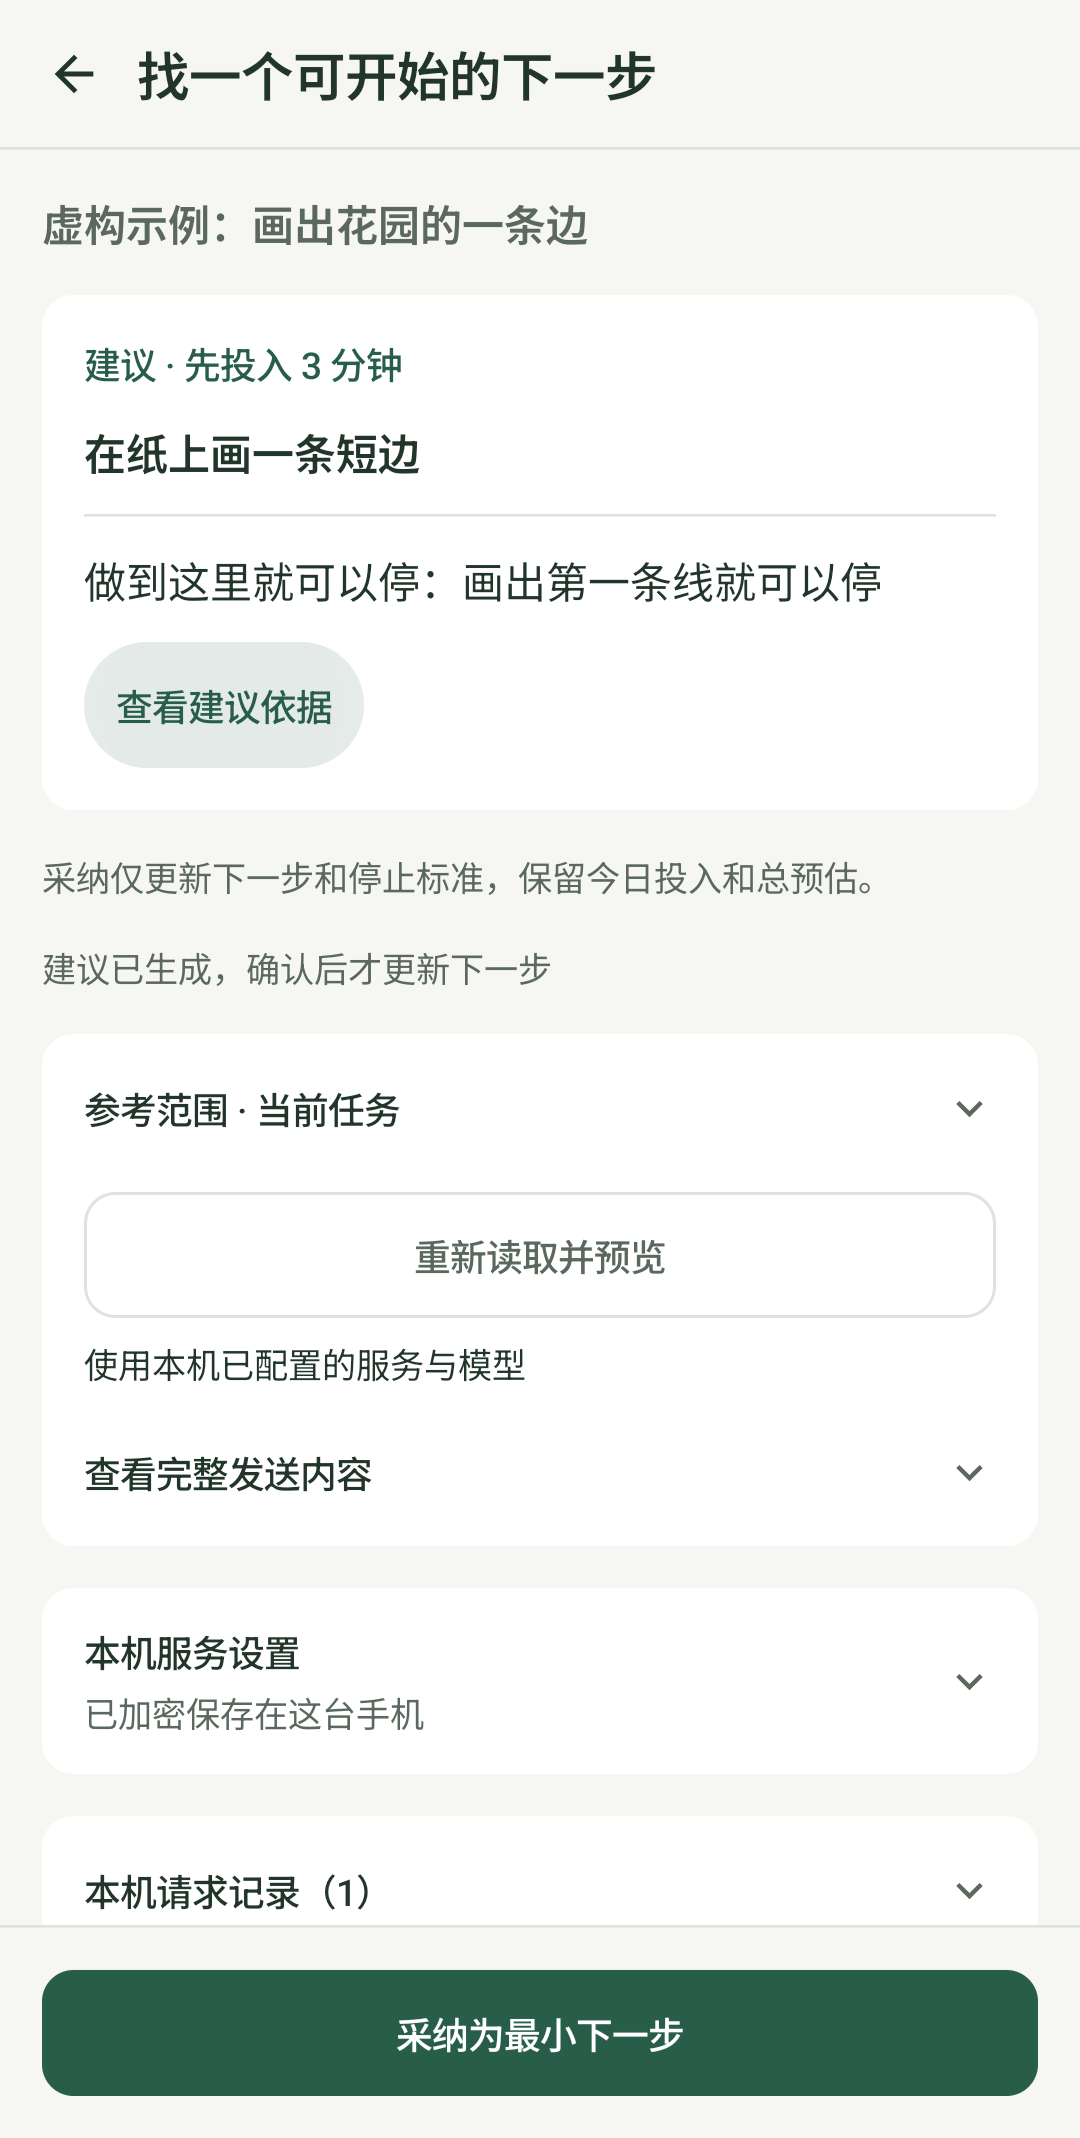 找一个可开始的下一步
虚构示例：画出花园的一条边
建议 · 先投入 3 分钟
在纸上画一条短边
做到这里就可以停：画出第一条线就可以停
查看建议依据
采纳仅更新下一步和停止标准，保留今日投入和总预估。
建议已生成，确认后才更新下一步
参考范围 · 当前任务
重新读取并预览
使用本机已配置的服务与模型
查看完整发送内容
本机服务设置
已加密保存在这台手机
本机请求记录（1）
采纳为最小下一步